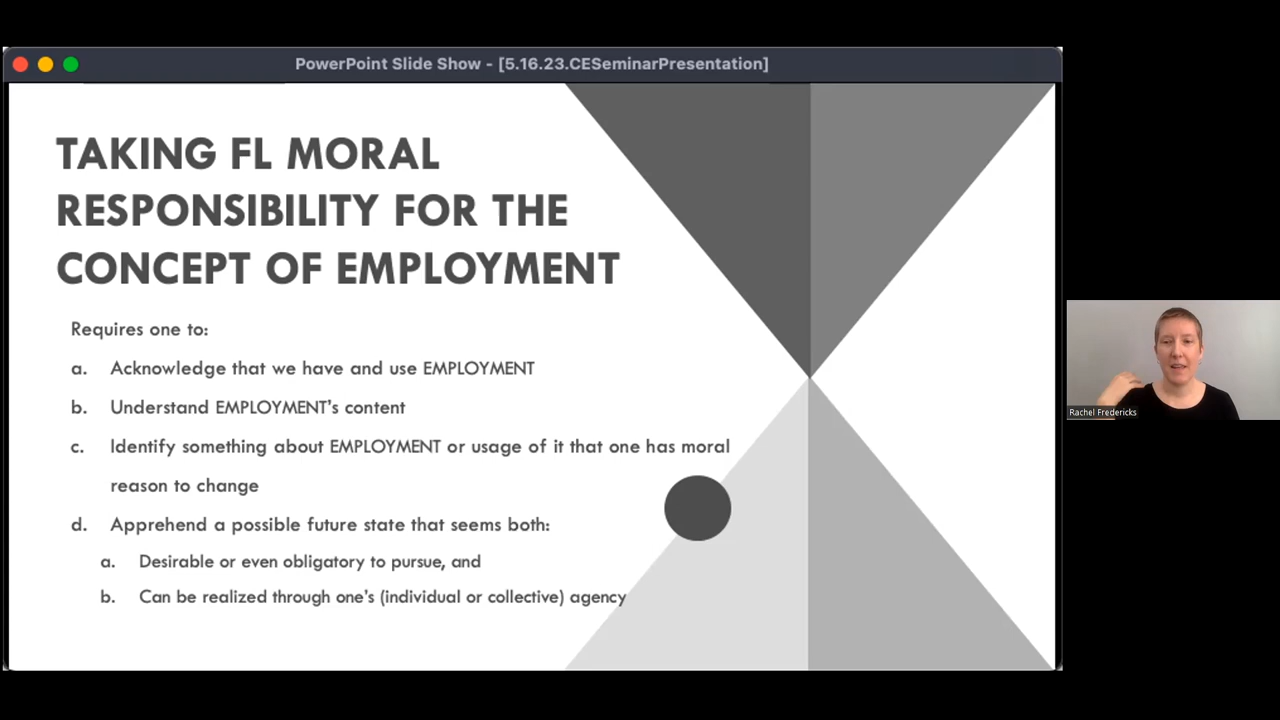 PowerPoint Slide Show - [5.16.23.CESeminarPresentation]
TAKING FL MORAL
RESPONSIBILITY FOR THE
CONCEPT OF EMPLOYMENT
Requires one to:
a. Acknowledge that we have and use EMPLOYMENT
b. Understand EMPLOYMENT's content
c. Identify something about EMPLOYMENT or usage of it that one has moral
reason to change
d. Apprehend a possible future state that seems both:
a. Desirable or even obligatory to pursue, and
b. Can be realized through one's (individual or collective) agency
Rachel Fredericks